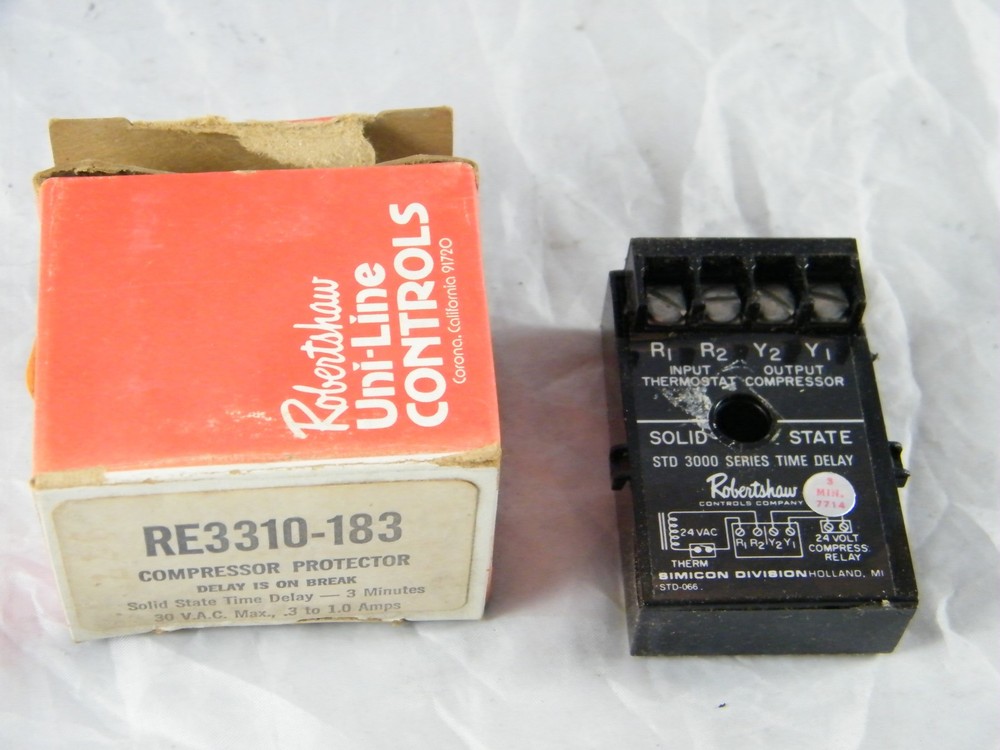 Robertshaw
Uni-Line
CONTROLS
Corona, California 91720
RE3310-183
COMPRESSOR PROTECTOR
DELAY IS ON BREAK
Solid State Time Delay — 3 Minutes
30 V.A.C. Max., .3 to 1.0 Amps
R1 R2 Y2 Y1
INPUT OUTPUT
THERMOSTAT COMPRESSOR
SOLID STATE
STD 3000 SERIES TIME DELAY
Robertshaw
CONTROLS COMPANY
3
MIN.
7714
24 VAC
R1 R2 Y2 Y1
THERM
24 VOLT
COMPRESS.
RELAY
SIMICON DIVISION HOLLAND, MI
STD-066